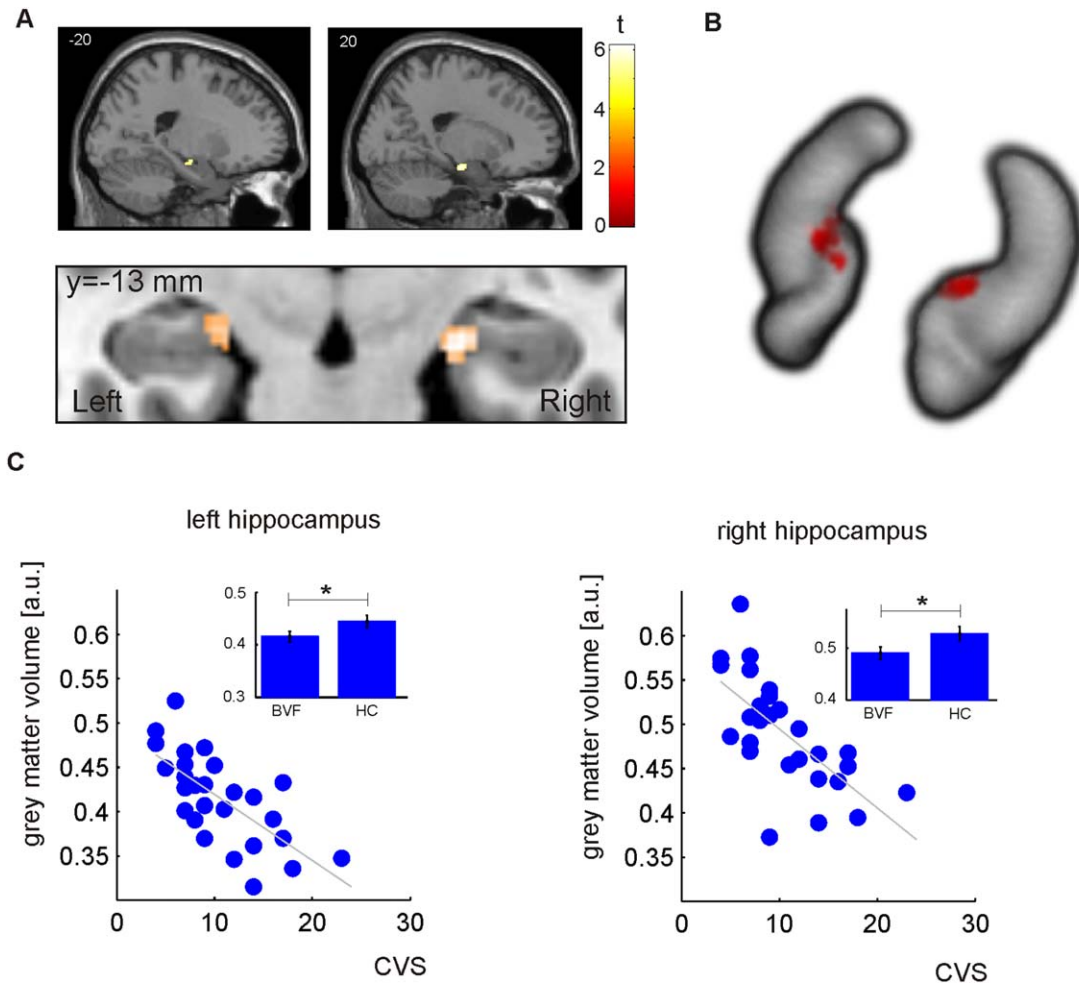 A
-20
20
t
6
4
2
0
B
y=-13 mm
Left
Right
C
left hippocampus
grey matter volume [a.u.]
0.6
0.55
0.5
0.45
0.4
0.35
0
10
20
30
CVS
0.5
0.4
0.3
*
BVF
HC
right hippocampus
grey matter volume [a.u.]
0.6
0.55
0.5
0.45
0.4
0.35
0
10
20
30
CVS
0.5
0.4
*
BVF
HC